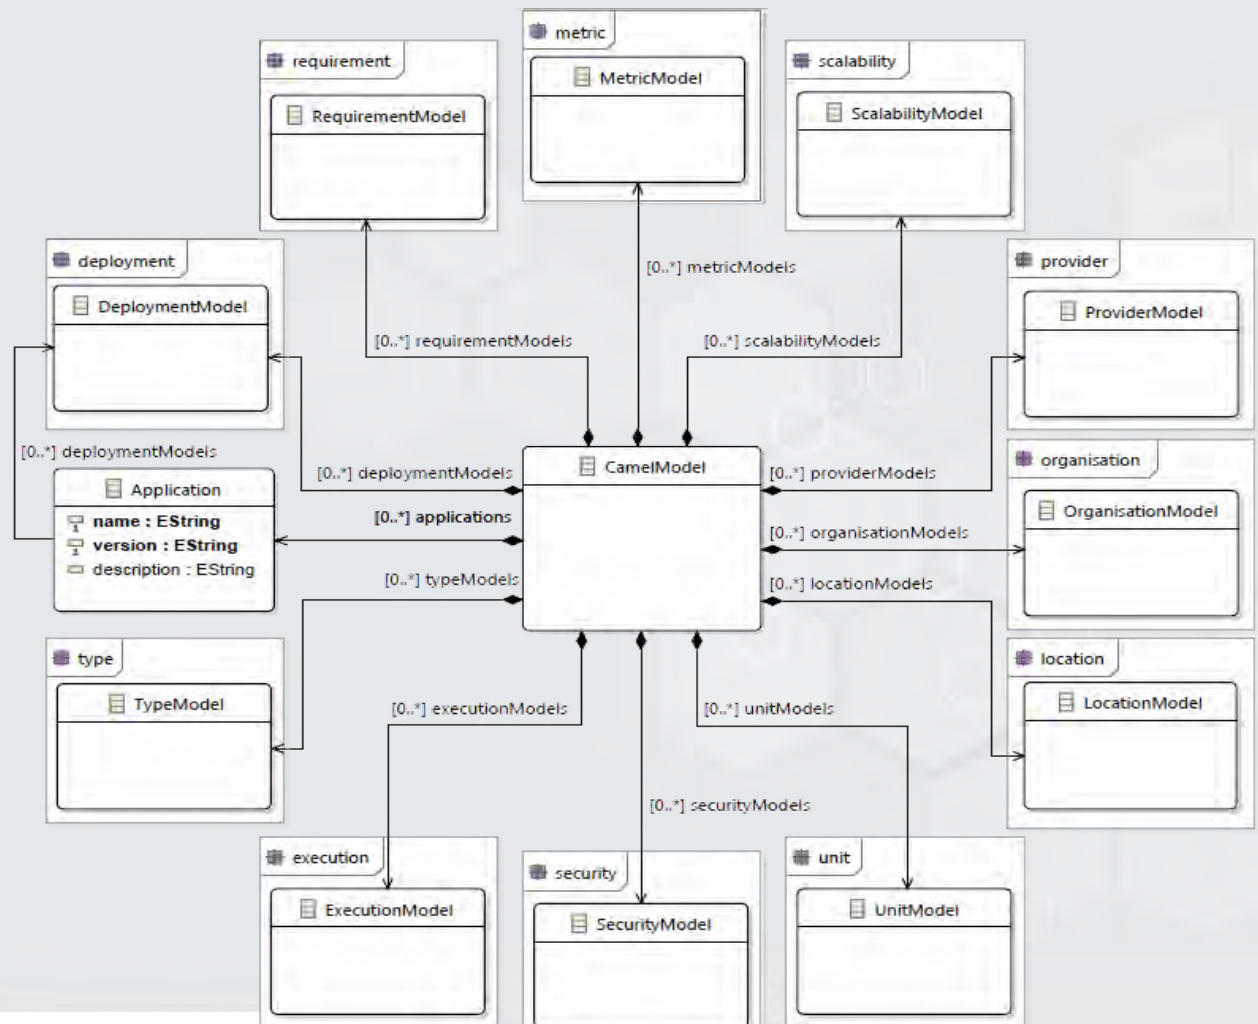 metric
MetricModel
requirement
RequirementModel
scalability
ScalabilityModel
deployment
DeploymentModel
provider
ProviderModel
[0..*] metricModels
[0..*] requirementModels
[0..*] scalabilityModels
[0..*] deploymentModels
Application
name : EString
version : EString
description : EString
[0..*] deploymentModels
[0..*] applications
[0..*] typeModels
CamelModel
[0..*] providerModels
[0..*] organisationModels
[0..*] locationModels
organisation
OrganisationModel
type
TypeModel
location
LocationModel
[0..*] executionModels
[0..*] unitModels
[0..*] securityModels
execution
ExecutionModel
security
SecurityModel
unit
UnitModel